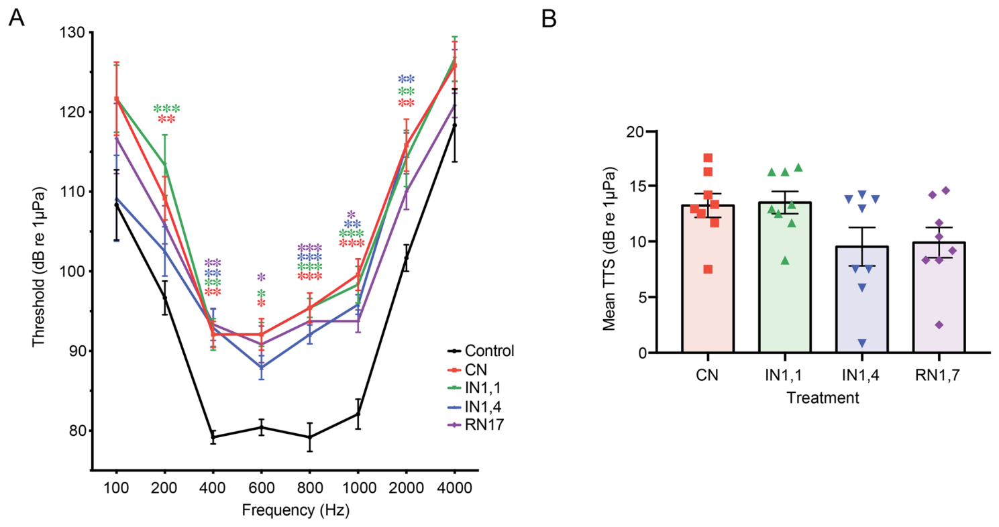 A
B
130
120
110
100
90
80
Threshold (dB re 1µPa)
***
**
**
**
**
**
*
*
*
***
***
***
***
*
**
***
***
**
**
**
Control
CN
IN1,1
IN1,4
RN17
100 200 400 600 800 1000 2000 4000
Frequency (Hz)
20
15
10
5
0
Mean TTS (dB re 1µPa)
CN IN1,1 IN1,4 RN1,7
Treatment